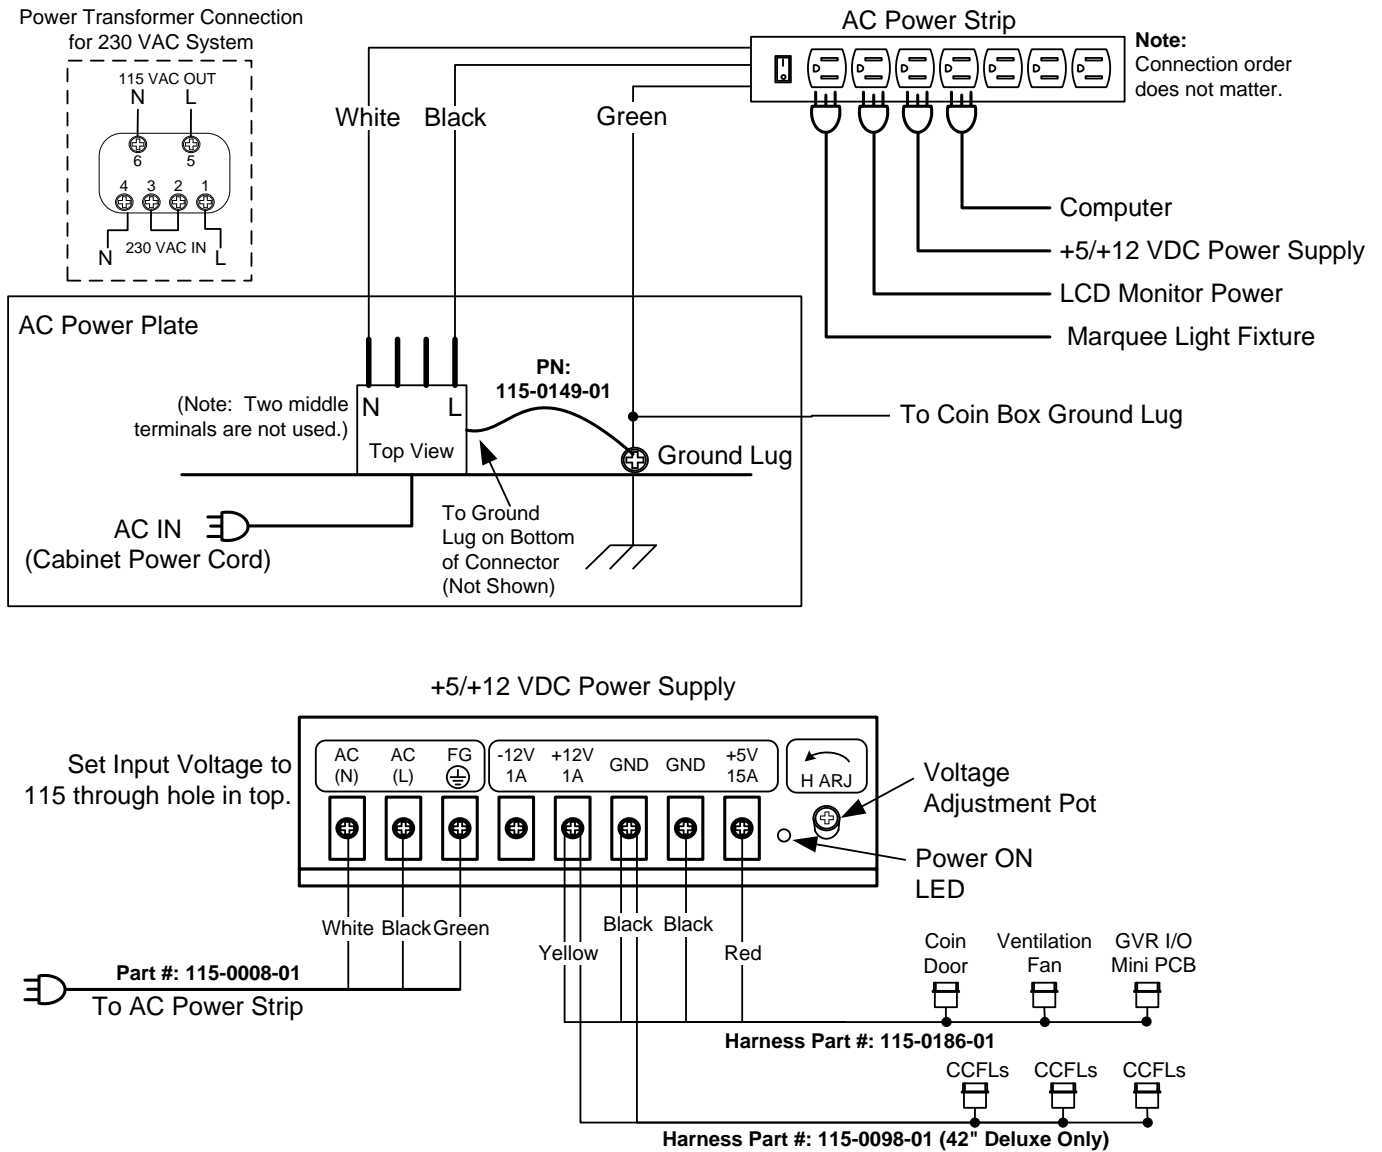 Power Transformer Connection
for 230 VAC System
115 VAC OUT
N L
6 5
4 3 2 1
230 VAC IN
N L
AC Power Strip
Note:
Connection order
does not matter.
White Black Green
Computer
+5/+12 VDC Power Supply
LCD Monitor Power
Marquee Light Fixture
AC Power Plate
PN:
115-0149-01
(Note: Two middle
terminals are not used.)
N L
Top View
To Coin Box Ground Lug
Ground Lug
AC IN
(Cabinet Power Cord)
To Ground
Lug on Bottom
of Connector
(Not Shown)
+5/+12 VDC Power Supply
Set Input Voltage to
115 through hole in top.
AC
(N)
AC
(L)
FG
-12V
1A
+12V
1A
GND
GND
+5V
15A
H ARJ
Voltage
Adjustment Pot
Power ON
LED
White Black Green
Yellow
Black Black
Red
Part #: 115-0008-01
To AC Power Strip
Coin
Door
Ventilation
Fan
GVR I/O
Mini PCB
Harness Part #: 115-0186-01
CCFLs CCFLs CCFLs
Harness Part #: 115-0098-01 (42" Deluxe Only)